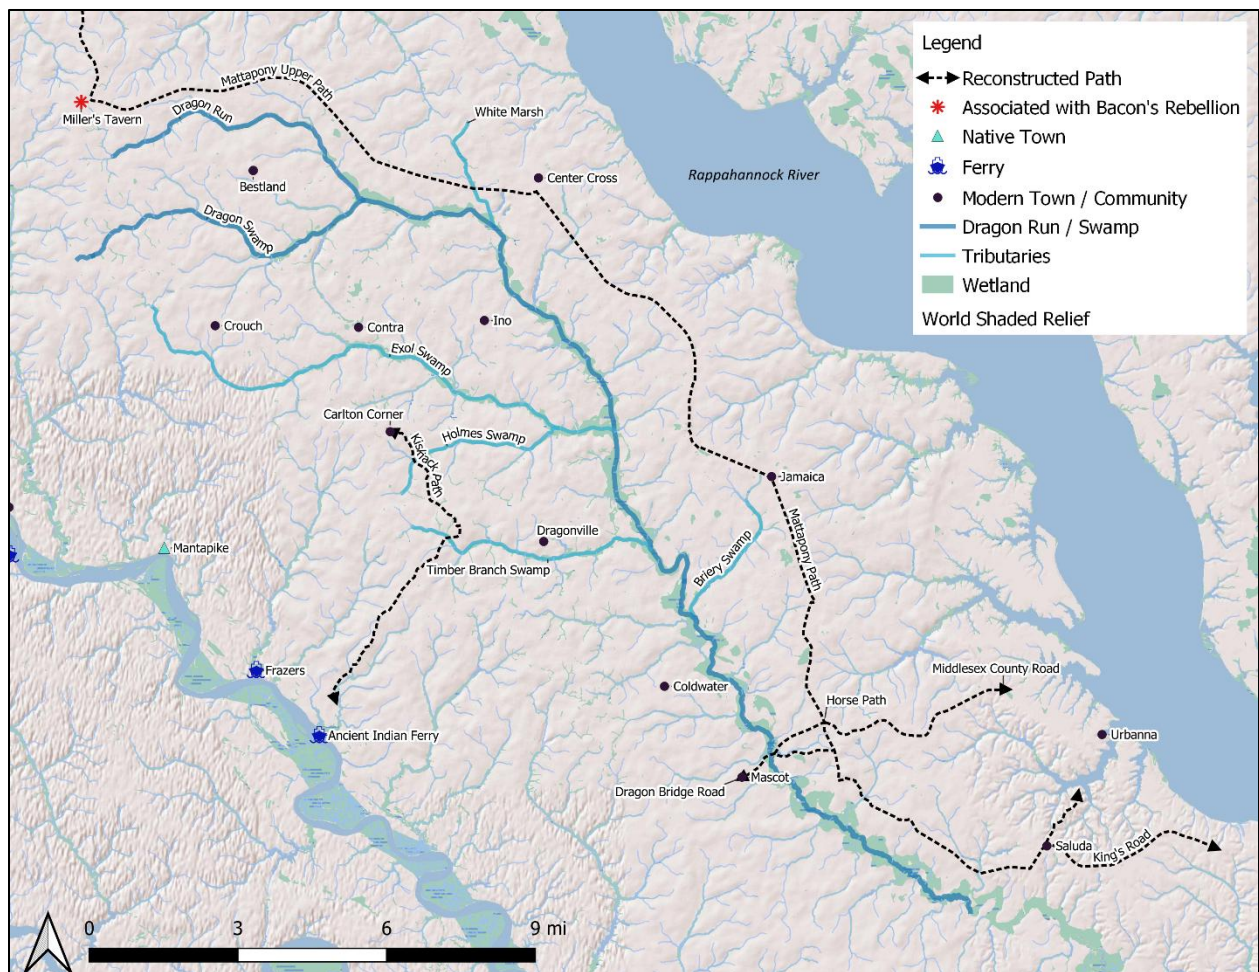 Legend
Reconstructed Path
Associated with Bacon's Rebellion
Native Town
Ferry
Modern Town / Community
Dragon Run / Swamp
Tributaries
Wetland
World Shaded Relief
Mattapony Upper Path
Miller's Tavern
Dragon Run
White Marsh
Center Cross
Rappahannock River
Bestland
Dragon Swamp
Crouch
Contra
Ino
Exol Swamp
Carlton Corner
Kiskiack Path
Holmes Swamp
Jamaica
Mattapony Path
Mantapike
Dragonville
Timber Branch Swamp
Briery Swamp
Frazers
Coldwater
Middlesex County Road
Horse Path
Ancient Indian Ferry
Urbanna
Mascot
Dragon Bridge Road
Saluda
King's Road
0 3 6 9 mi